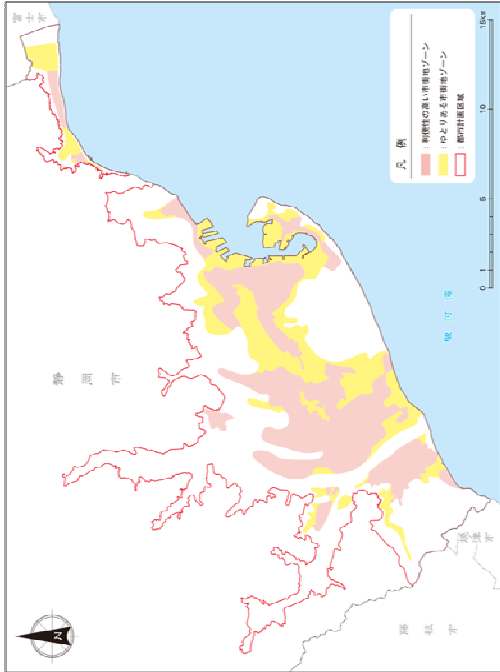 富士市
静岡市
駿河湾
焼津市
藤枝市
凡例
:利便性の高い市街地ゾーン
:ゆとりある市街地ゾーン
:都市計画区域
0 1 5 10 15km
N